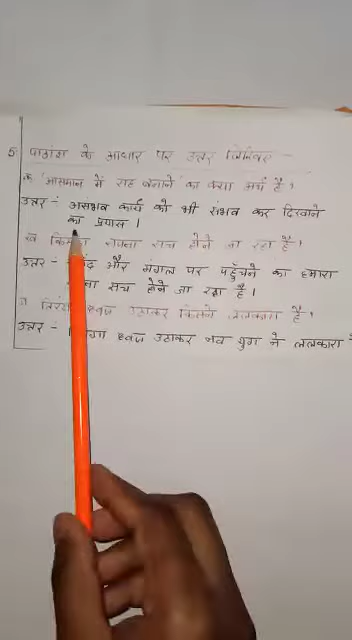 5. पाठांश के आधार पर उत्तर लिखिए -
क 'आसमान में राह बनाने' का क्या अर्थ है।
उत्तर :- असंभव कार्य को भी संभव कर दिखाने
का प्रयास।
ख सपना सच होने जा रहा है।
उत्तर :- और मंगल पर पहुँचने का हमारा
सच होने जा रहा है।
ग उठाकर किसने ललकारा है।
उत्तर :- ध्वज उठाकर नव युग ने ललकारा